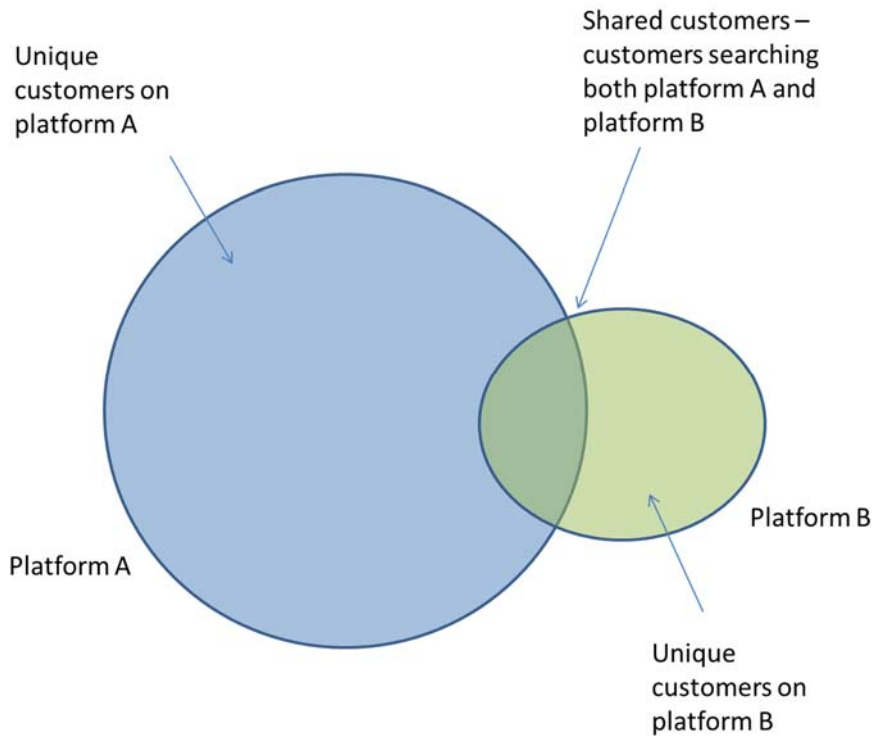 Unique
customers on
platform A
Shared customers –
customers searching
both platform A and
platform B
Platform B
Platform A
Unique
customers on
platform B